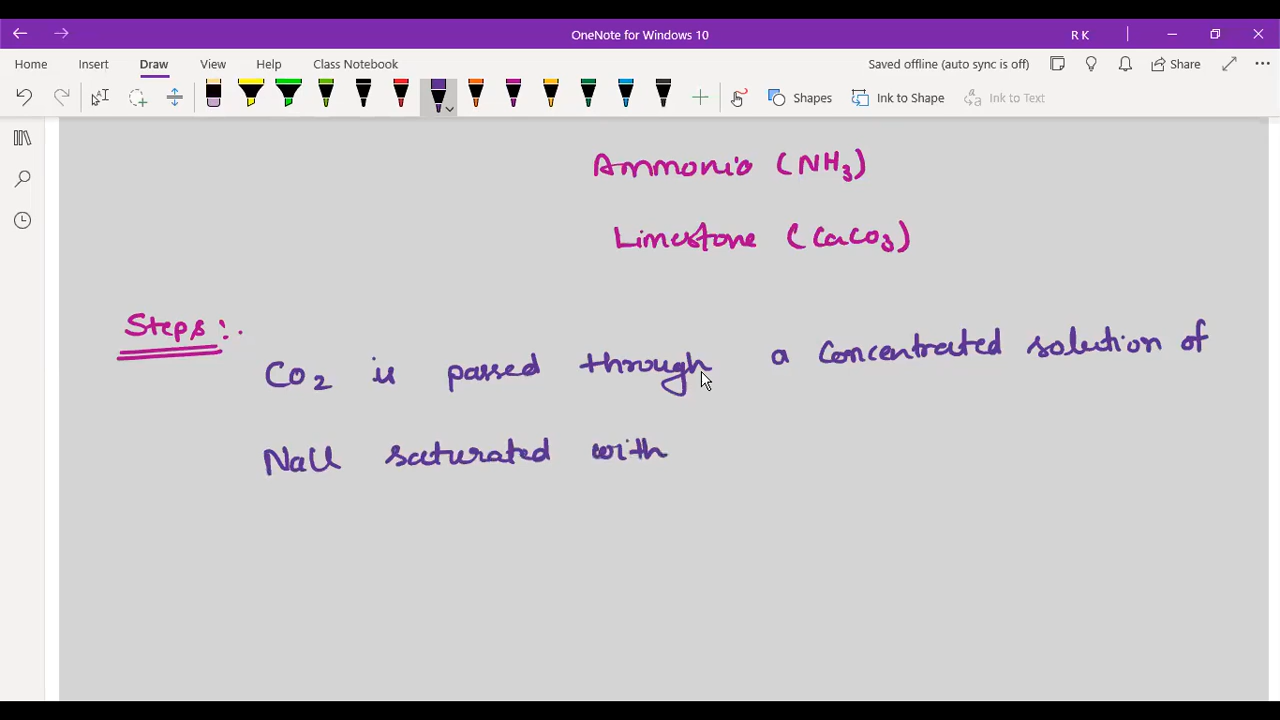 OneNote for Windows 10
R K
Home Insert Draw View Help Class Notebook
Saved offline (auto sync is off)
Share
Shapes
Ink to Shape
Ink to Text
Ammonia (NH3)
Limestone (CaCO3)
Steps:.
CO2 is passed through a concentrated solution of
NaCl saturated with